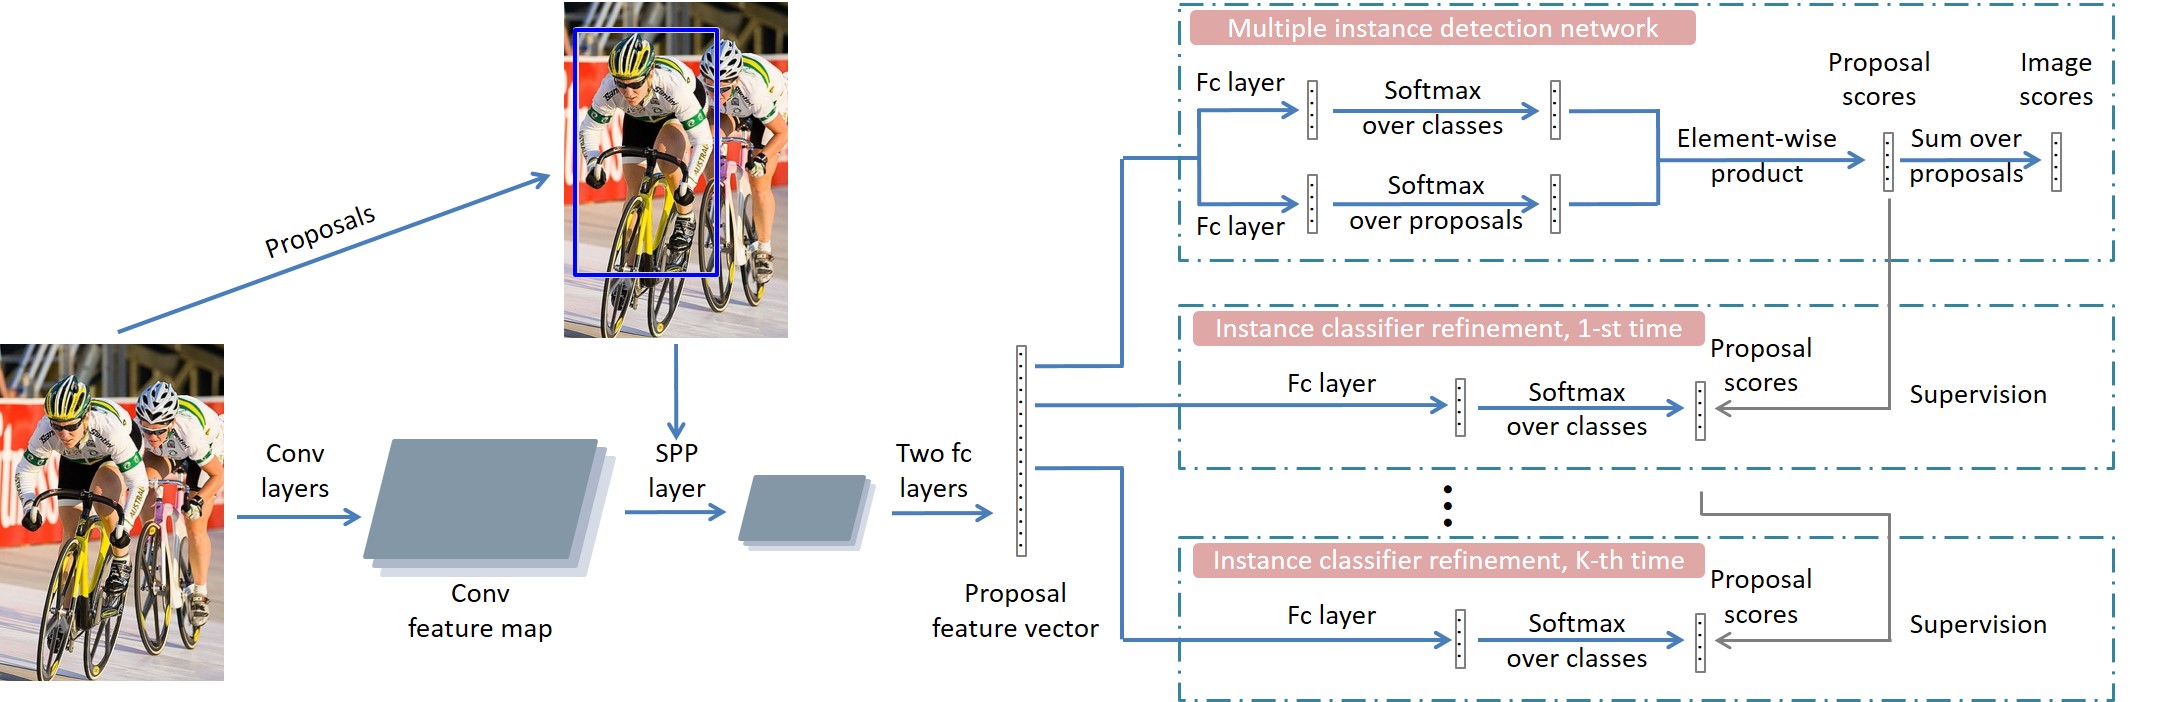 Proposals
Conv
layers
Conv
feature map
SPP
layer
Two fc
layers
Proposal
feature vector
Multiple instance detection network
Fc layer
Softmax
over classes
Fc layer
Softmax
over proposals
Element-wise
product
Proposal
scores
Sum over
proposals
Image
scores
Instance classifier refinement, 1-st time
Fc layer
Softmax
over classes
Proposal
scores
Supervision
Instance classifier refinement, K-th time
Fc layer
Softmax
over classes
Proposal
scores
Supervision